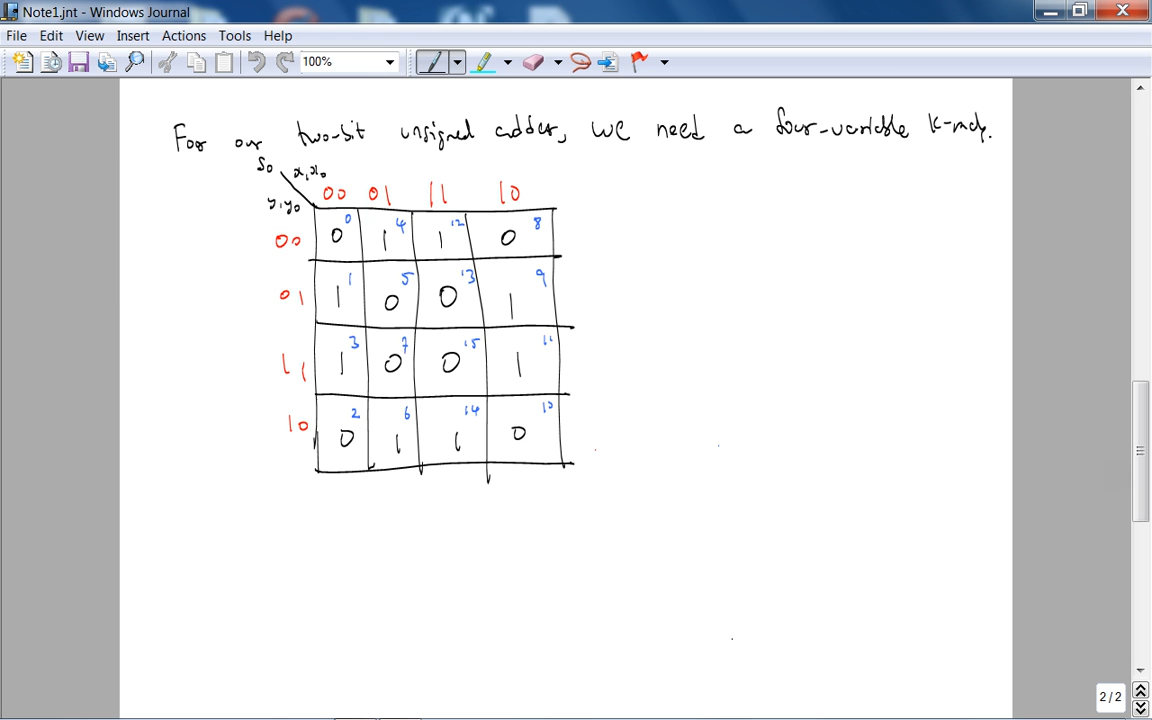 Note1.jnt - Windows Journal
File Edit View Insert Actions Tools Help
100%
For our two-bit unsigned adder, we need a four-variable K-map.
S0 x1x0
00 01 11 10
y1y0
0 4 12 8
00 0 1 1 0
1 5 13 9
01 1 0 0 1
3 7 15 11
11 1 0 0 1
2 6 14 10
10 0 1 1 0
2 / 2